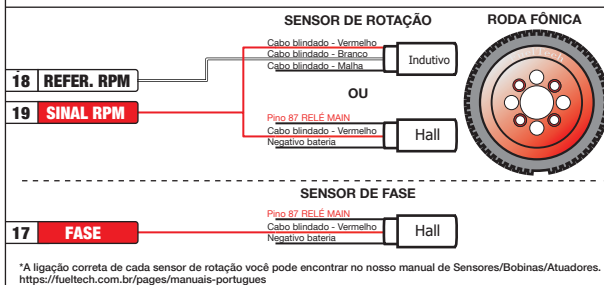 SENSOR DE ROTAÇÃO
RODA FÔNICA
Cabo blindado - Vermelho
Cabo blindado - Branco
Cabo blindado - Malha
Indutivo
18 REFER. RPM
OU
19 SINAL RPM
Pino 87 RELÉ MAIN
Cabo blindado - Vermelho
Negativo bateria
Hall
SENSOR DE FASE
Pino 87 RELÉ MAIN
Cabo blindado - Vermelho
Negativo bateria
Hall
17 FASE
*A ligação correta de cada sensor de rotação você pode encontrar no nosso manual de Sensores/Bobinas/Atuadores.
https://fueltech.com.br/pages/manuais-portugues